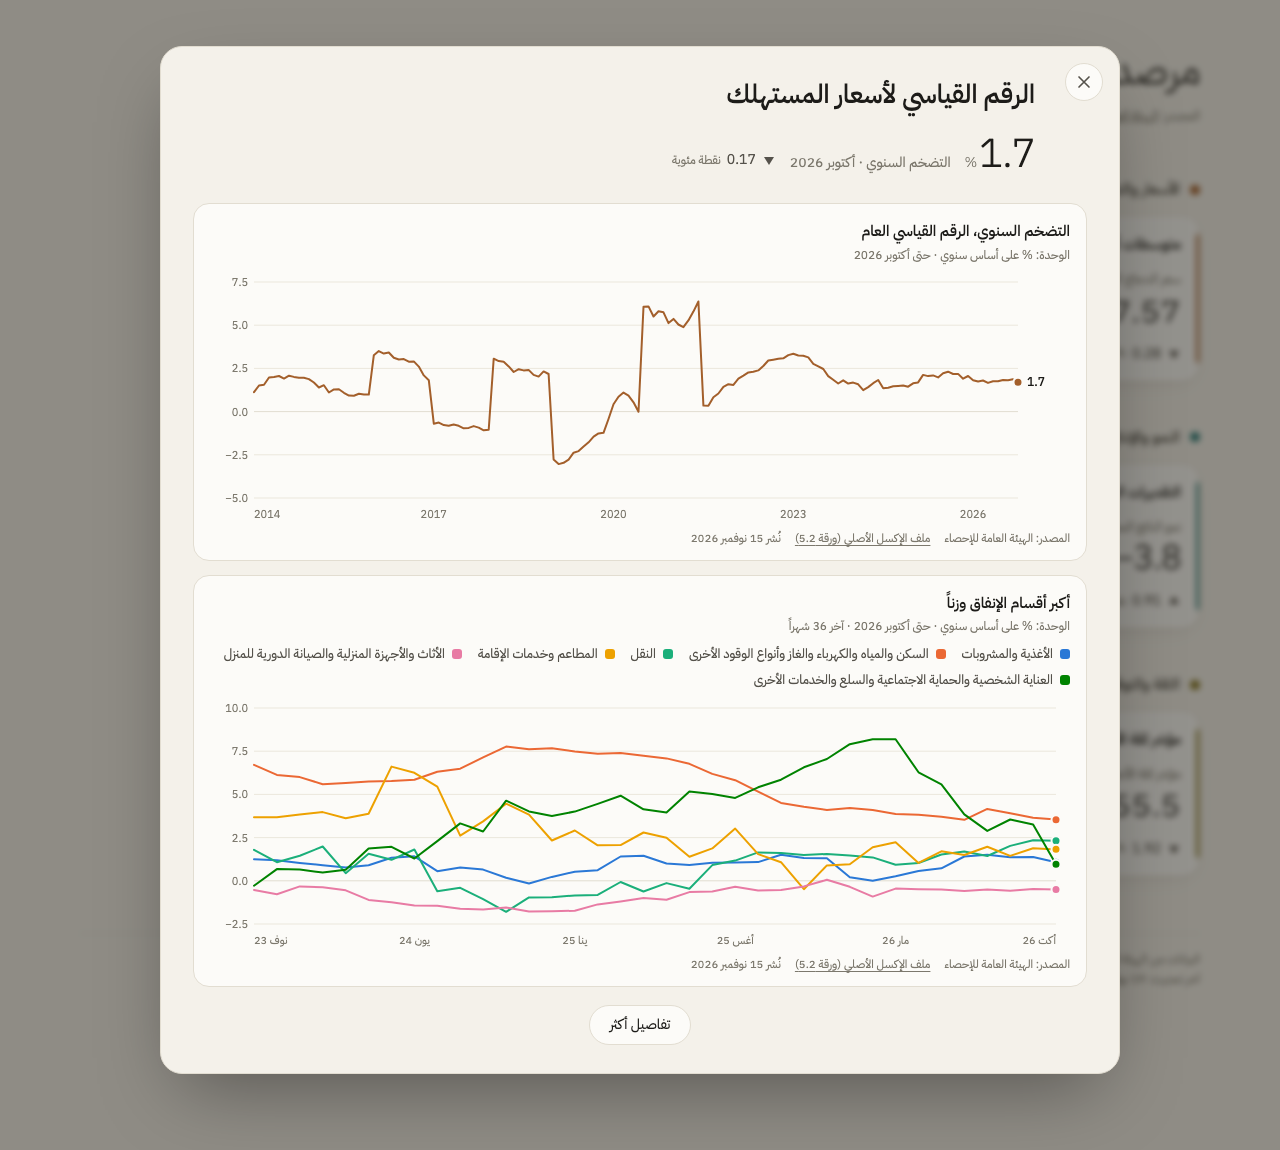 الرقم القياسي لأسعار المستهلك
1.7 % التضخم السنوي · أكتوبر 2026 ▼ 0.17 نقطة مئوية
التضخم السنوي، الرقم القياسي العام
الوحدة: % على أساس سنوي · حتى أكتوبر 2026
7.5
5.0
2.5
0.0
−2.5
−5.0
1.7
2014 2017 2020 2023 2026
المصدر: الهيئة العامة للإحصاء ملف الإكسل الأصلي (ورقة 5.2) نُشر 15 نوفمبر 2026
أكبر أقسام الإنفاق وزناً
الوحدة: % على أساس سنوي · حتى أكتوبر 2026 · آخر 36 شهراً
الأغذية والمشروبات السكن والمياه والكهرباء والغاز وأنواع الوقود الأخرى النقل المطاعم وخدمات الإقامة الأثاث والأجهزة المنزلية والصيانة الدورية للمنزل
العناية الشخصية والحماية الاجتماعية والسلع والخدمات الأخرى
10.0
7.5
5.0
2.5
0.0
−2.5
نوف 23 يون 24 ينا 25 أغس 25 مار 26 أكت 26
المصدر: الهيئة العامة للإحصاء ملف الإكسل الأصلي (ورقة 5.2) نُشر 15 نوفمبر 2026
تفاصيل أكثر
مرصد
7.57
−3.8
55.5